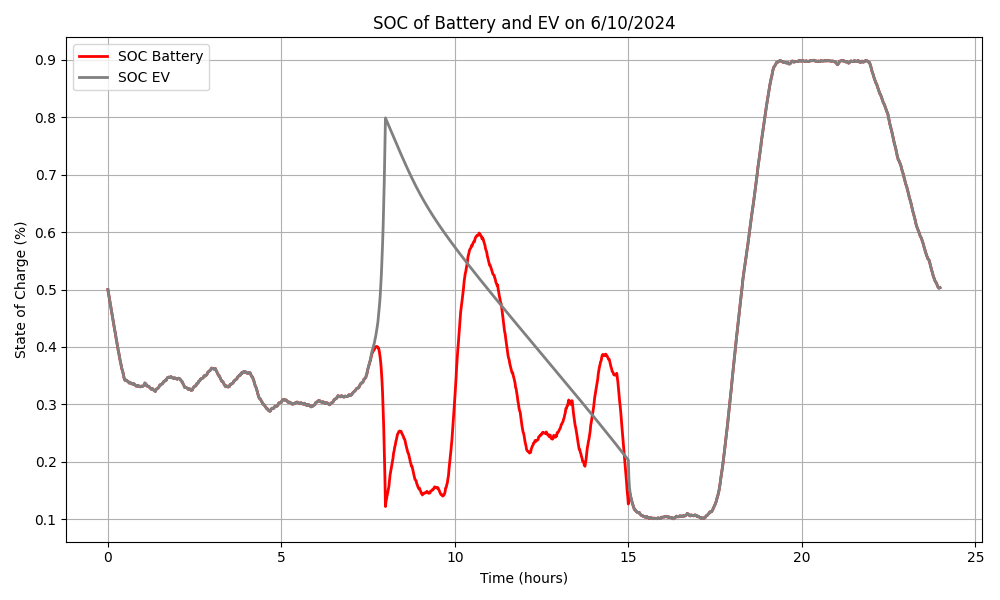 SOC of Battery and EV on 6/10/2024
SOC Battery
SOC EV
State of Charge (%)
0.9
0.8
0.7
0.6
0.5
0.4
0.3
0.2
0.1
0 5 10 15 20 25
Time (hours)